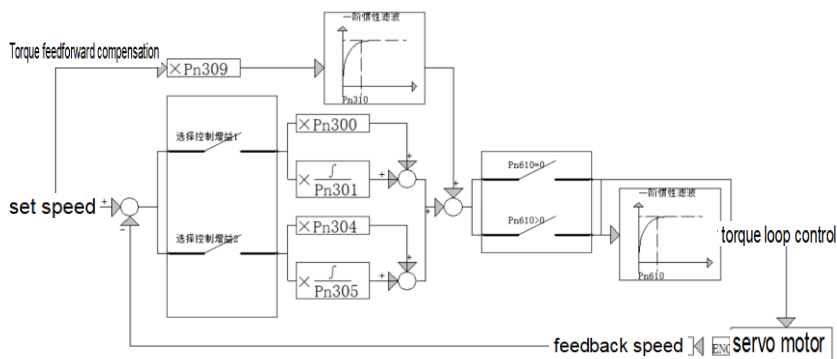 一阶惯性滤波
Torque feedforward compensation
×Pn309
Pn310
选择控制增益1
×Pn300
× ∫
Pn301
Pn610=0
一阶惯性滤波
set speed
+
−
选择控制增益2
×Pn304
Pn610>0
torque loop control
× ∫
Pn305
Pn610
+
+
+
+
+
+
feedback speed
servo motor